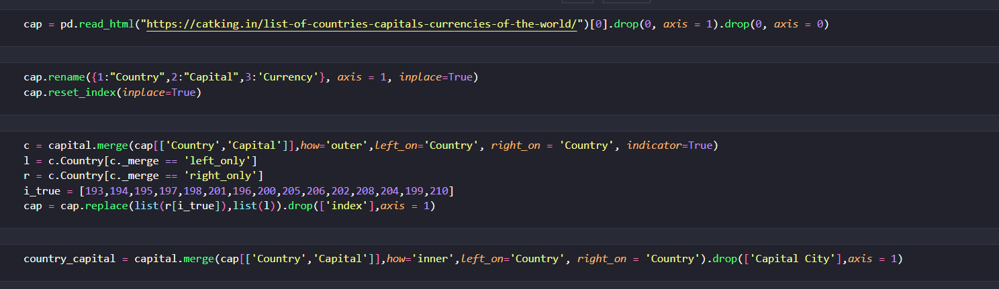 cap = pd.read_html("https://catking.in/list-of-countries-capitals-currencies-of-the-world/")[0].drop(0, axis = 1).drop(0, axis = 0)
cap.rename({1:"Country",2:"Capital",3:'Currency'}, axis = 1, inplace=True)
cap.reset_index(inplace=True)
c = capital.merge(cap[['Country','Capital']],how='outer',left_on='Country', right_on = 'Country', indicator=True)
l = c.Country[c._merge == 'left_only']
r = c.Country[c._merge == 'right_only']
i_true = [193,194,195,197,198,201,196,200,205,206,202,208,204,199,210]
cap = cap.replace(list(r[i_true]),list(l)).drop(['index'],axis = 1)
country_capital = capital.merge(cap[['Country','Capital']],how='inner',left_on='Country', right_on = 'Country').drop(['Capital City'],axis = 1)